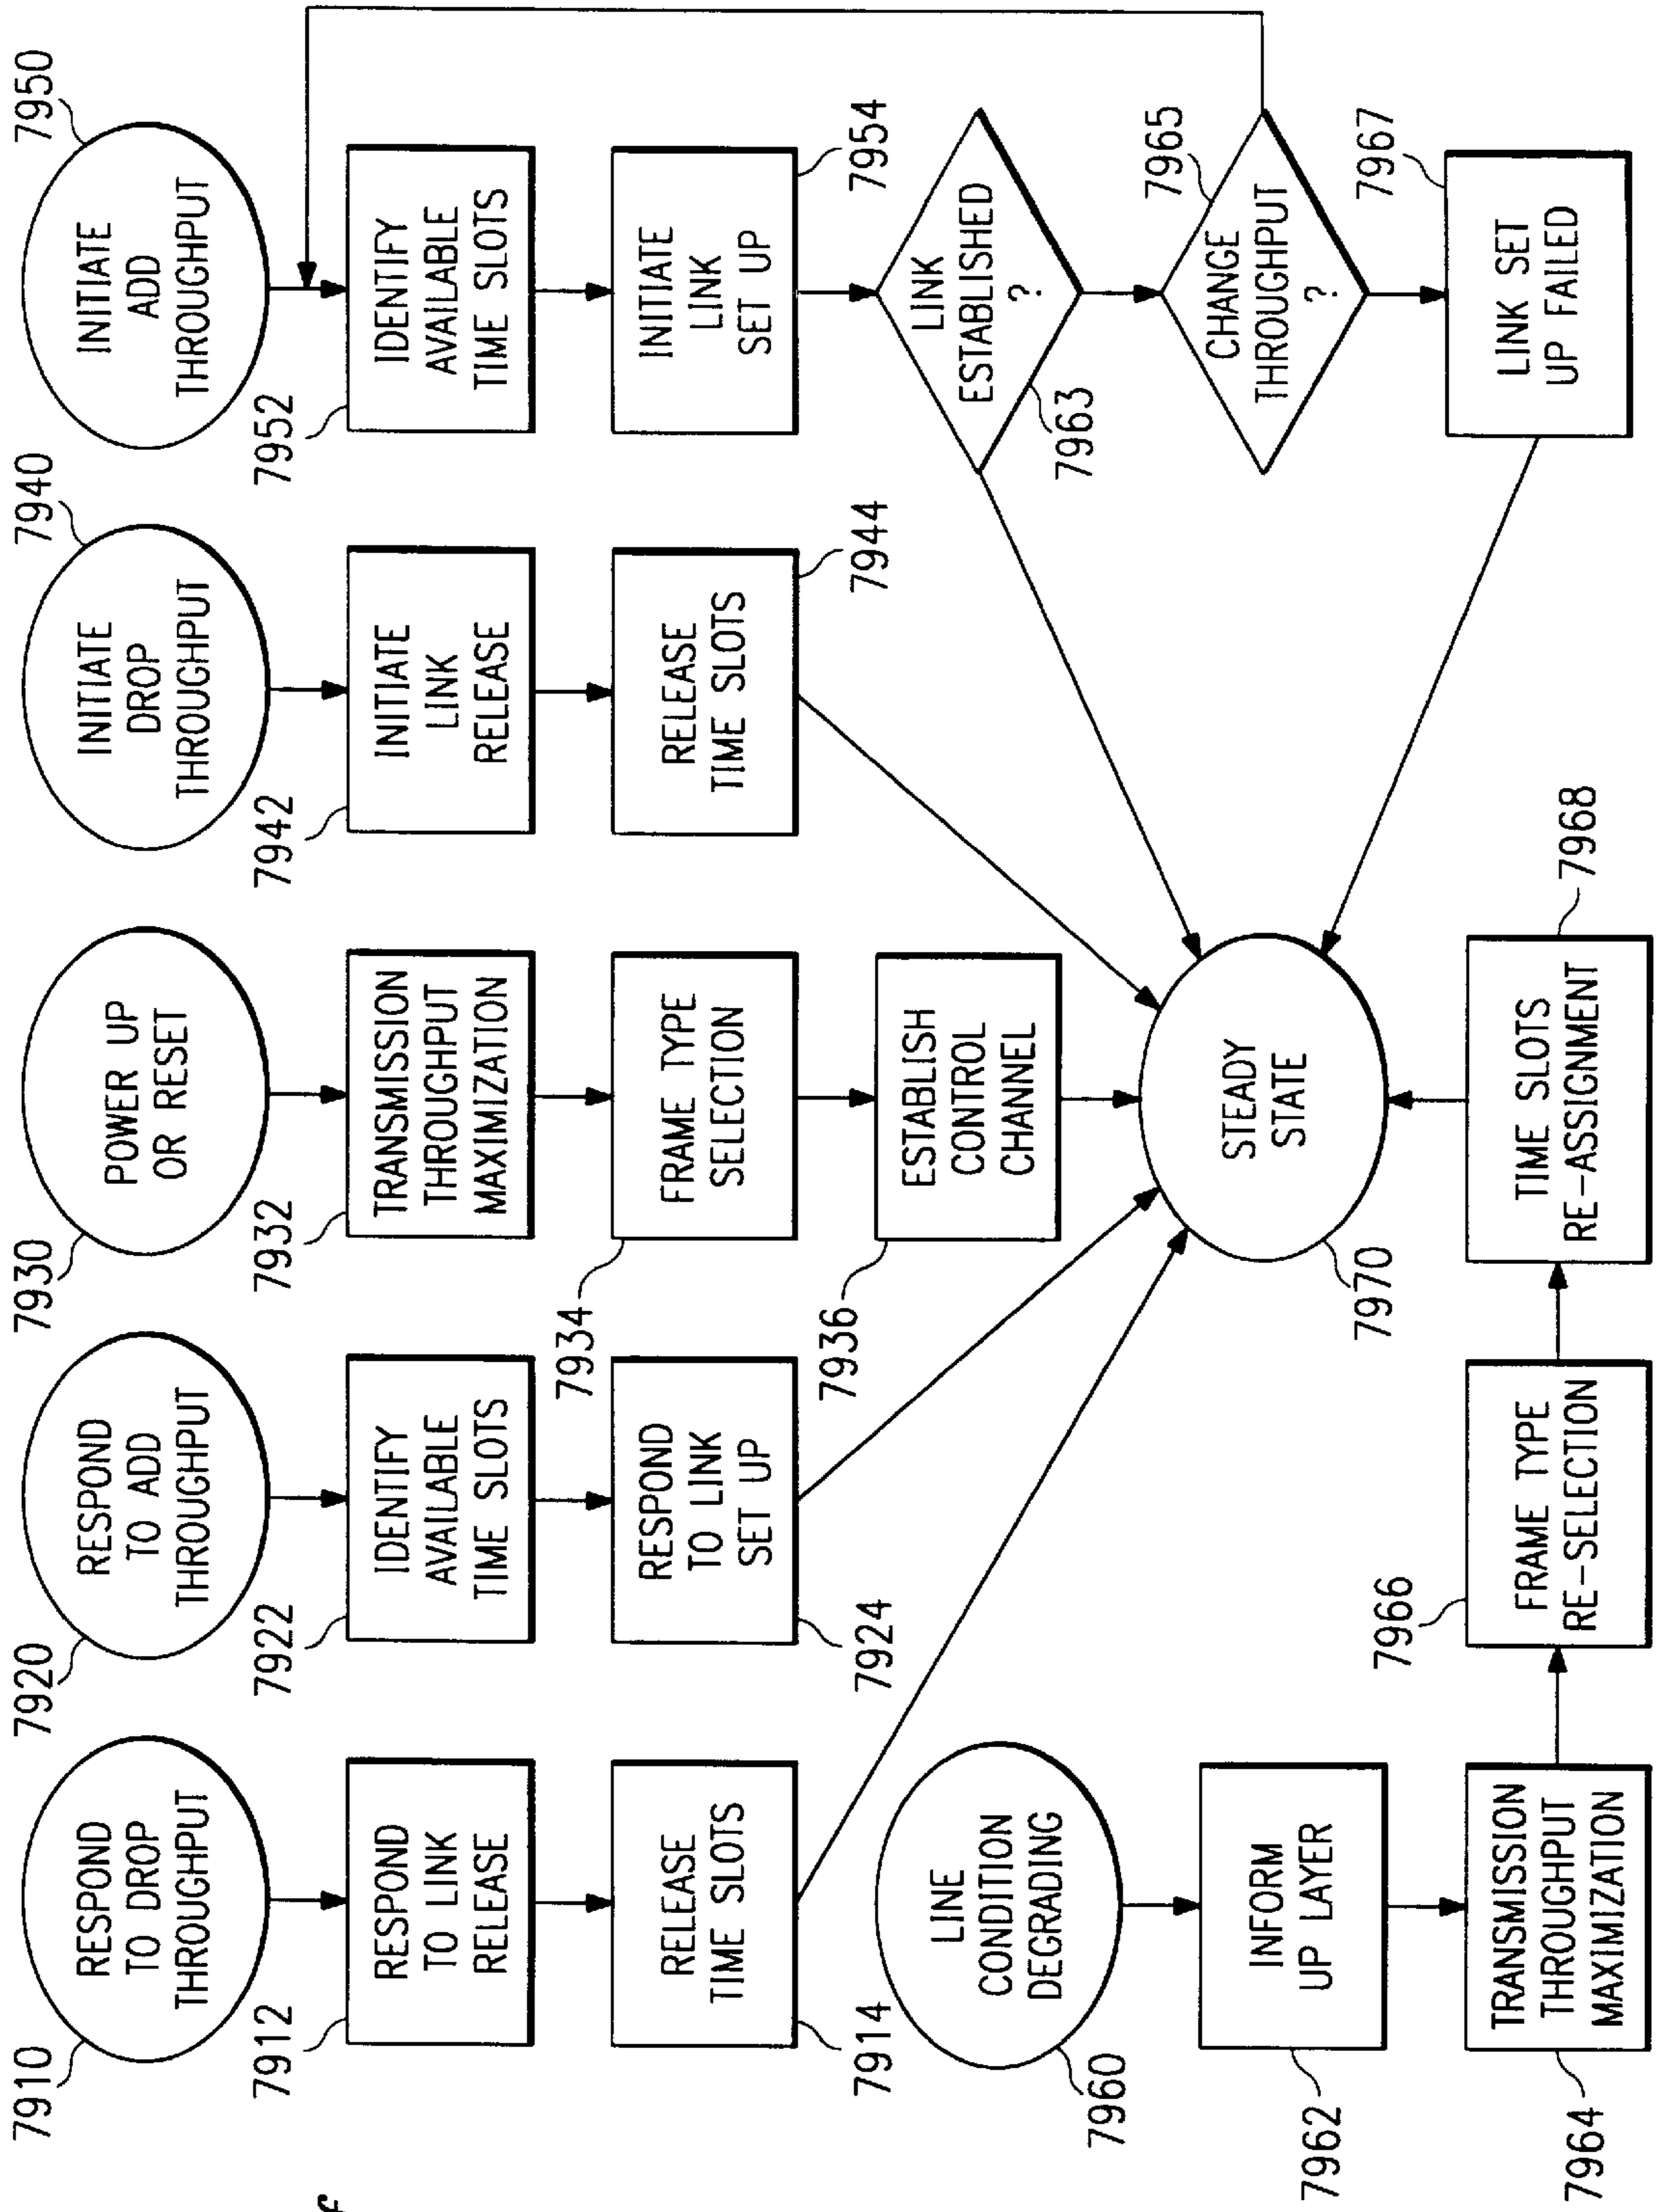 7910
RESPOND
TO DROP
THROUGHPUT
7912
RESPOND
TO LINK
RELEASE
RELEASE
TIME SLOTS
7914
7920
RESPOND
TO ADD
THROUGHPUT
7922
IDENTIFY
AVAILABLE
TIME SLOTS
RESPOND
TO LINK
SET UP
7924
7930
POWER UP
OR RESET
7932
TRANSMISSION
THROUGHPUT
MAXIMIZATION
7934
FRAME TYPE
SELECTION
7936
ESTABLISH
CONTROL
CHANNEL
7940
INITIATE
DROP
THROUGHPUT
7942
INITIATE
LINK
RELEASE
RELEASE
TIME SLOTS
7944
7950
INITIATE
ADD
THROUGHPUT
7952
IDENTIFY
AVAILABLE
TIME SLOTS
INITIATE
LINK
SET UP
7954
LINK
ESTABLISHED
?
7963
CHANGE
THROUGHPUT
?
7965
LINK SET
UP FAILED
7967
LINE
CONDITION
DEGRADING
7960
INFORM
UP LAYER
7962
TRANSMISSION
THROUGHPUT
MAXIMIZATION
7964
FRAME TYPE
RE-SELECTION
7966
TIME SLOTS
RE-ASSIGNMENT
7968
STEADY
STATE
7970
f